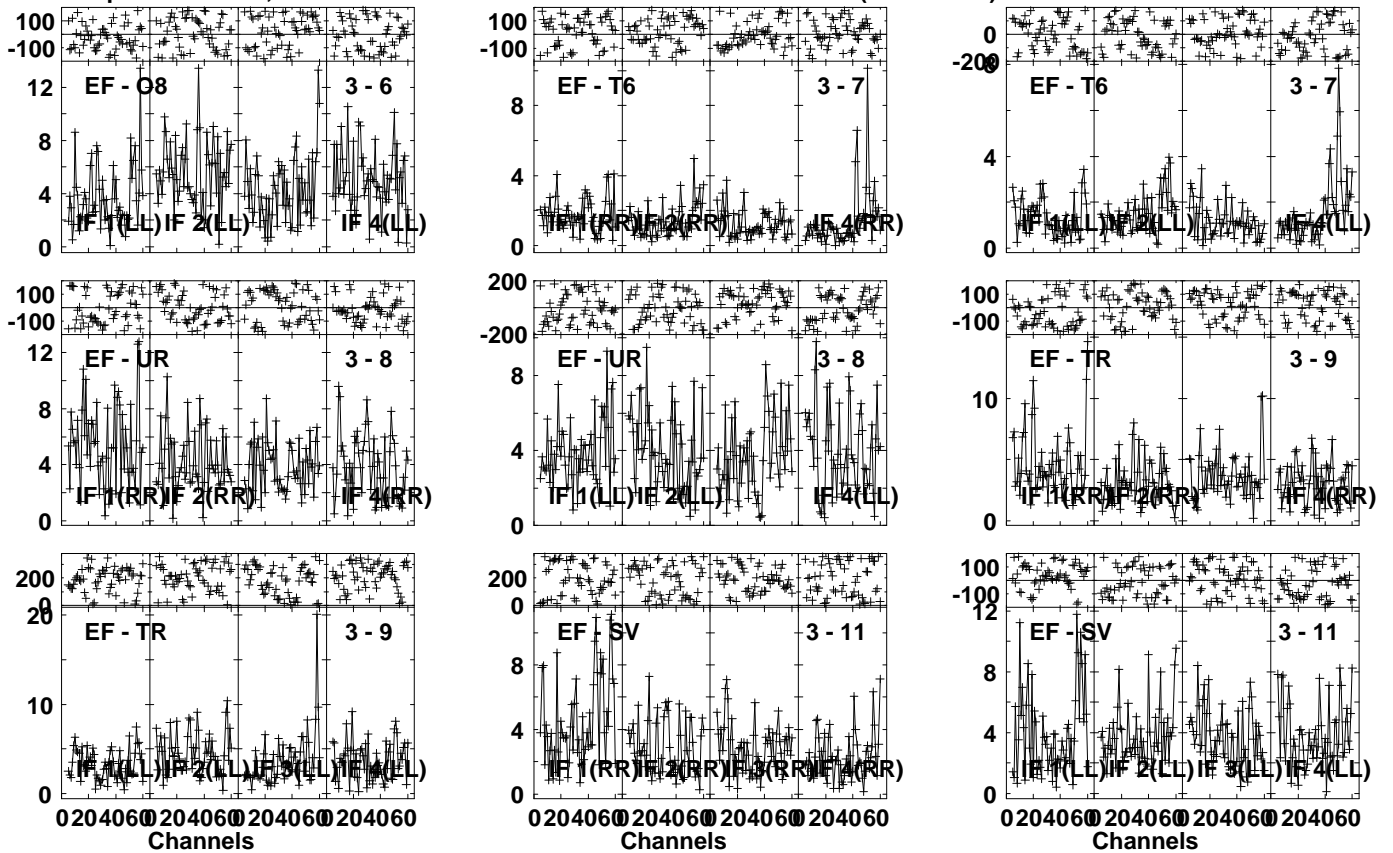 100 100 100
-100 -100 0
-200
EF - O8 3 - 6
12
8
4
0
IF 1(LL) IF 2(LL) IF 4(LL)
EF - T6 3 - 7
8
4
0
IF 1(RR) IF 2(RR) IF 4(RR)
8
EF - T6 3 - 7
4
0
IF 1(LL) IF 2(LL) IF 4(LL)
100 200 100
-100 -200 -100
EF - UR 3 - 8
12
8
4
0
IF 1(RR) IF 2(RR) IF 4(RR)
EF - UR 3 - 8
8
4
0
IF 1(LL) IF 2(LL) IF 4(LL)
EF - TR 3 - 9
10
0
IF 1(RR) IF 2(RR) IF 4(RR)
200 200 100
0 0 -100
20
EF - TR 3 - 9
10
0
IF 1(LL) IF 2(LL) IF 3(LL) IF 4(LL)
EF - SV 3 - 11
8
4
0
IF 1(RR) IF 2(RR) IF 3(RR) IF 4(RR)
12
EF - SV 3 - 11
8
4
0
IF 1(LL) IF 2(LL) IF 3(LL) IF 4(LL)
0 20 40 60 0 20 40 60 0 20 40 60 0 20 40 60
Channels
0 20 40 60 0 20 40 60 0 20 40 60 0 20 40 60
Channels
0 20 40 60 0 20 40 60 0 20 40 60 0 20 40 60
Channels